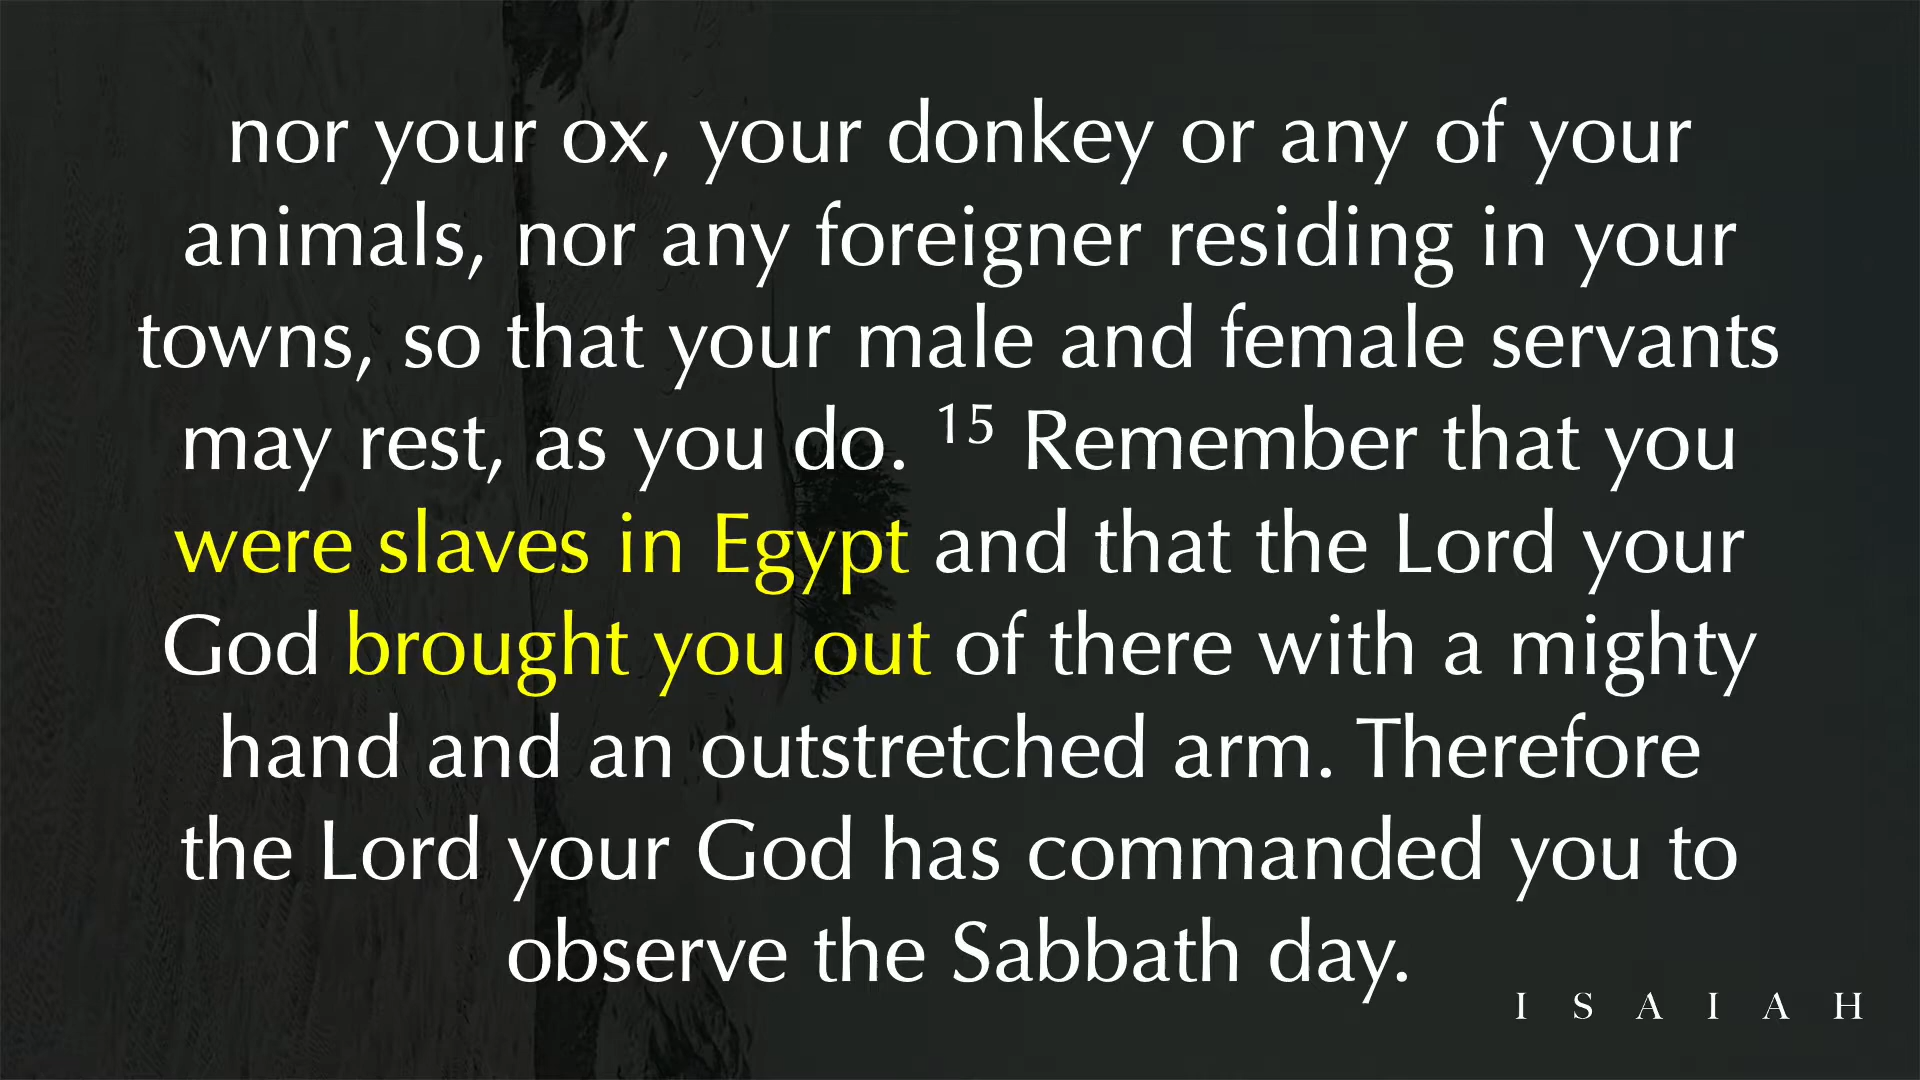 nor your ox, your donkey or any of your
animals, nor any foreigner residing in your
towns, so that your male and female servants
may rest, as you do. 15 Remember that you
were slaves in Egypt and that the Lord your
God brought you out of there with a mighty
hand and an outstretched arm. Therefore
the Lord your God has commanded you to
observe the Sabbath day.
ISAIAH